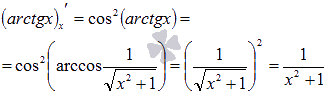 (arctgx)ₓ′ = cos²(arctgx) =
= cos²(arccos 1/√(x²+1)) = (1/√(x²+1))² = 1/(x²+1)